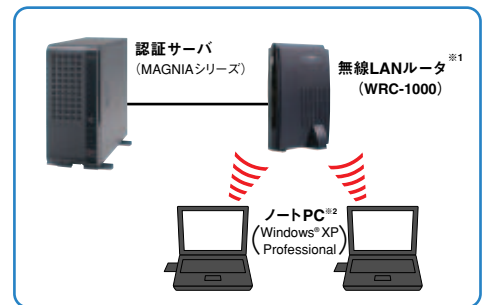 認証サーバ
（MAGNIAシリーズ）
無線LANルータ※1
（WRC-1000）
ノートPC※2
（Windows® XP
Professional）